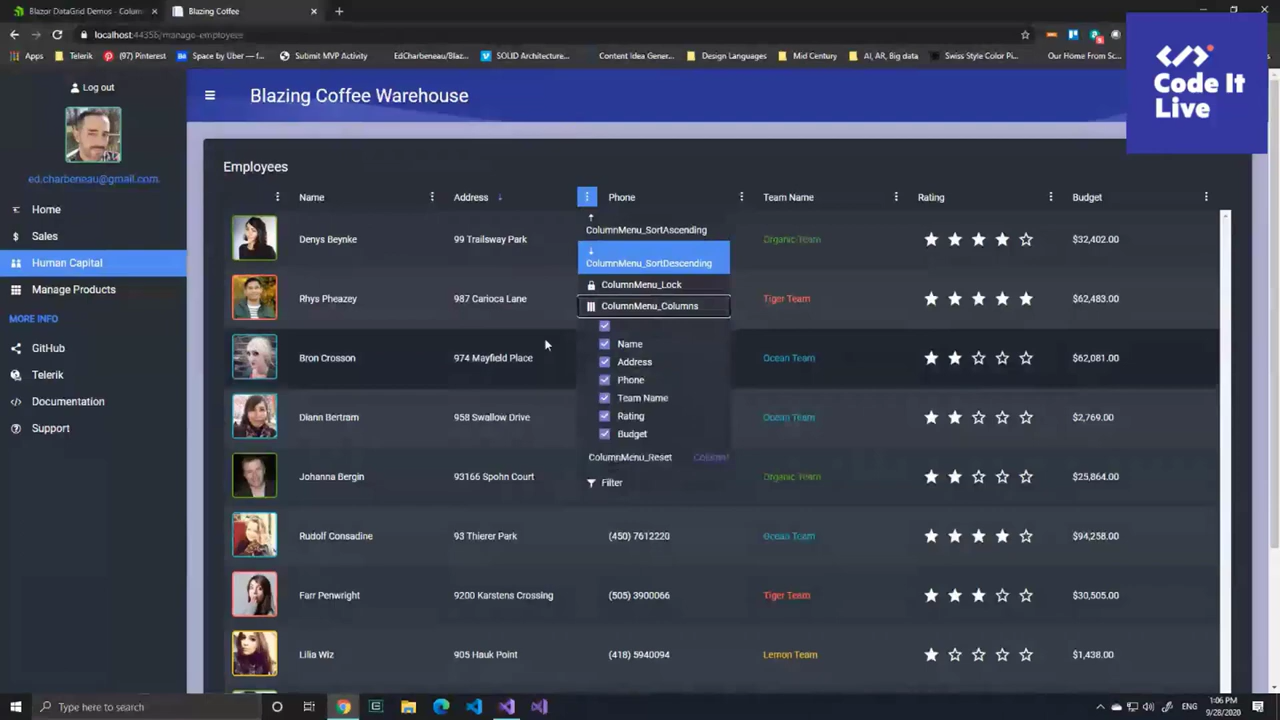 Blazor DataGrid Demos - Colum
Blazing Coffee
localhost:44355/manage-employees
Apps
Telerik
(97) Pinterest
Space by Uber — f...
Submit MVP Activity
EdCharbeneau/Blaz...
SOLID Architecture...
Content Idea Gener...
Design Languages
Mid Century
AI, AR, Big data
Swiss Style Color Pi...
Our Home From Sc...
Code It
Live
Log out
ed.charbeneau@gmail.com
Home
Sales
Human Capital
Manage Products
MORE INFO
GitHub
Telerik
Documentation
Support
Blazing Coffee Warehouse
Employees
Name Address Phone Team Name Rating Budget
Denys Beynke 99 Trailsway Park Organic Team $32,402.00
Rhys Pheazey 987 Carioca Lane Tiger Team $62,483.00
Bron Crosson 974 Mayfield Place Ocean Team $62,081.00
Diann Bertram 958 Swallow Drive Ocean Team $2,769.00
Johanna Bergin 93166 Spohn Court Organic Team $25,864.00
Rudolf Consadine 93 Thierer Park (450) 7612220 Ocean Team $94,258.00
Farr Penwright 9200 Karstens Crossing (505) 3900066 Tiger Team $30,505.00
Lilia Wiz 905 Hauk Point (418) 5940094 Lemon Team $1,438.00
ColumnMenu_SortAscending
ColumnMenu_SortDescending
ColumnMenu_Lock
ColumnMenu_Columns
Name
Address
Phone
Team Name
Rating
Budget
ColumnMenu_Reset
Filter
Type here to search
ENG
1:06 PM
9/28/2020